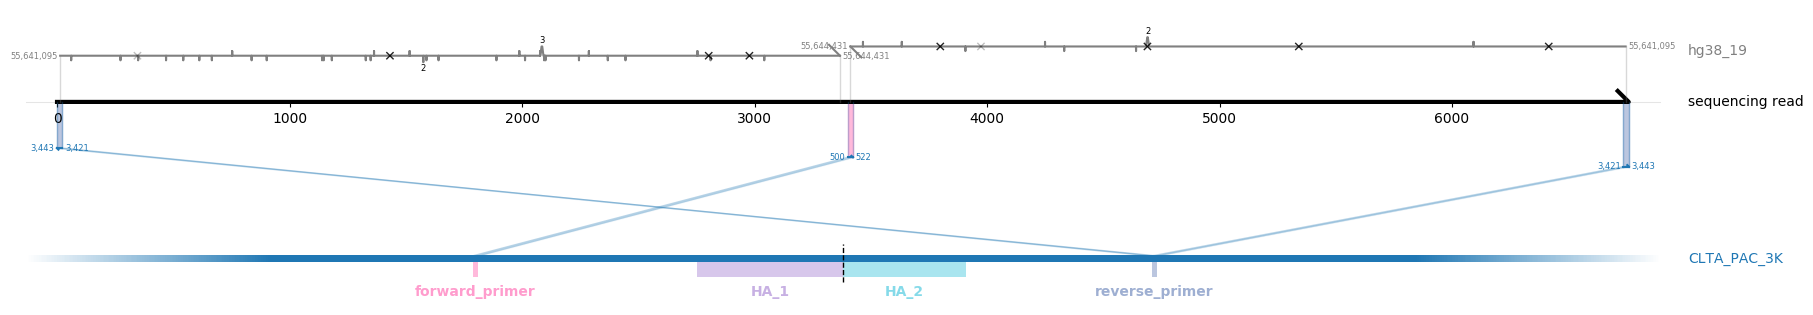 2
3
55,644,431
55,641,095
hg38_19
55,641,095
55,644,431
2
sequencing read
0 1000 2000 3000 4000 5000 6000
3,443 3,421
500 522
3,421 3,443
CLTA_PAC_3K
forward_primer HA_1 HA_2 reverse_primer